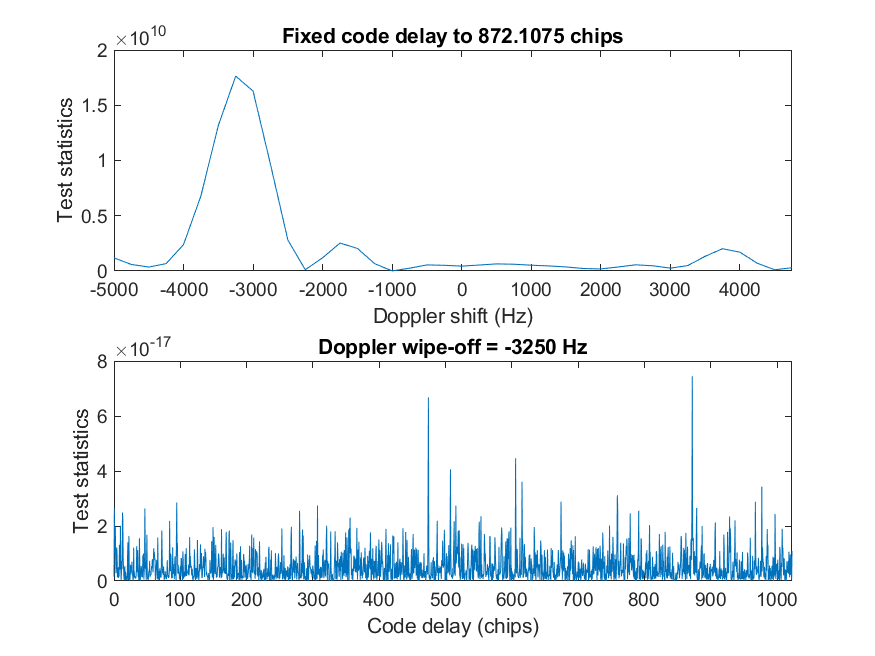 Fixed code delay to 872.1075 chips
×10^10
2
1.5
1
0.5
0
Test statistics
-5000 -4000 -3000 -2000 -1000 0 1000 2000 3000 4000
Doppler shift (Hz)
Doppler wipe-off = -3250 Hz
×10^-17
8
6
4
2
0
Test statistics
0 100 200 300 400 500 600 700 800 900 1000
Code delay (chips)